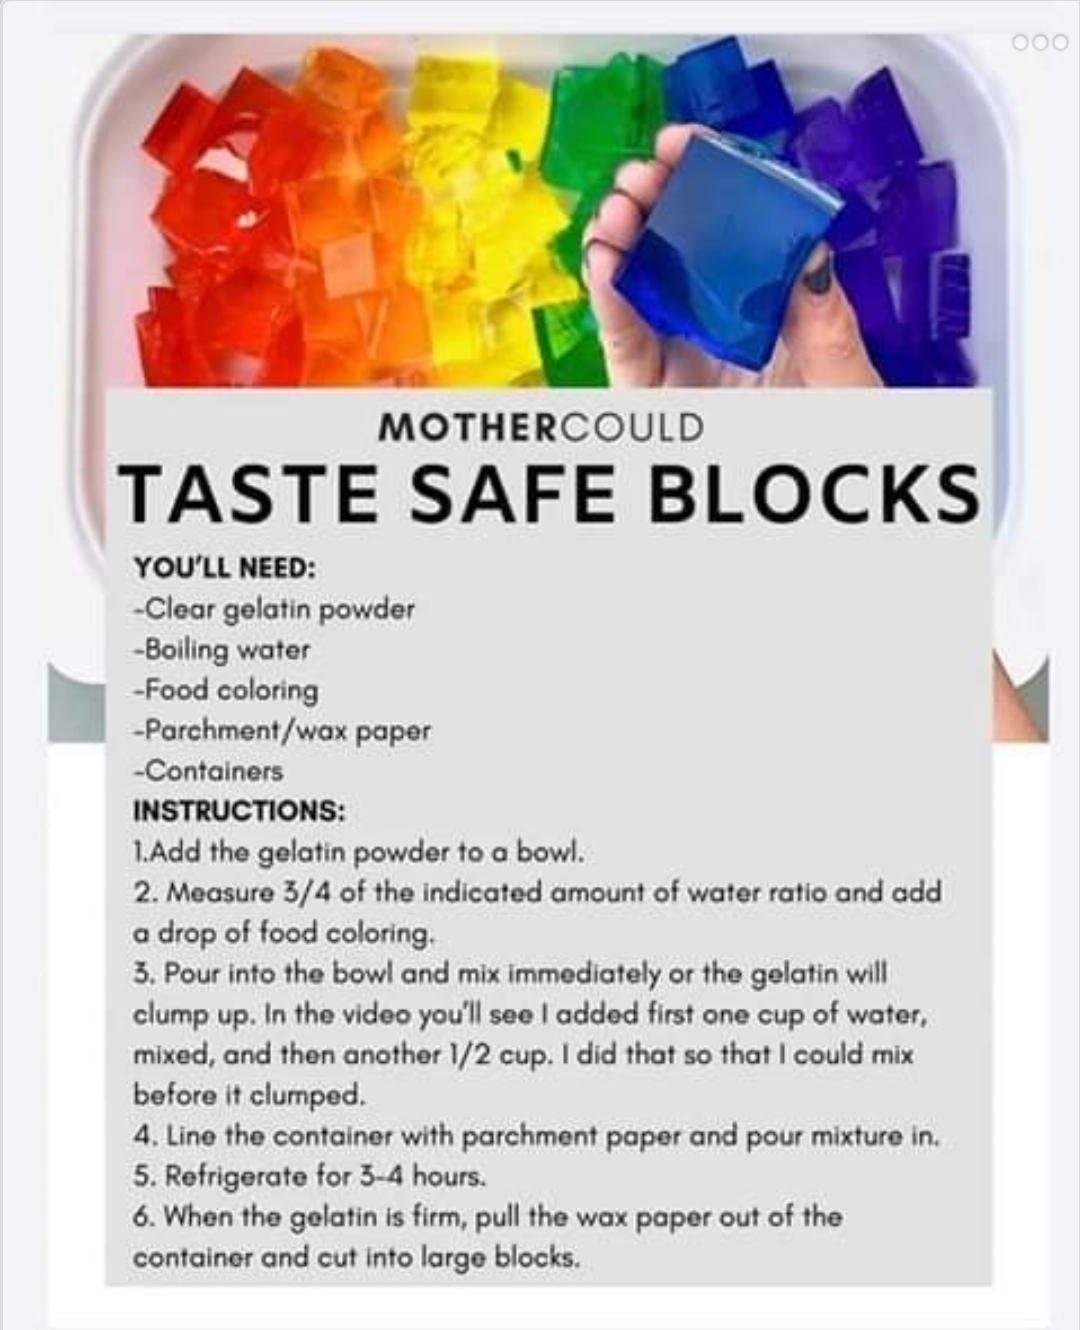 MOTHERCOULD
TASTE SAFE BLOCKS
YOU'LL NEED:
-Clear gelatin powder
-Boiling water
-Food coloring
-Parchment/wax paper
-Containers
INSTRUCTIONS:
1.Add the gelatin powder to a bowl.
2. Measure 3/4 of the indicated amount of water ratio and add
a drop of food coloring.
3. Pour into the bowl and mix immediately or the gelatin will
clump up. In the video you'll see I added first one cup of water,
mixed, and then another 1/2 cup. I did that so that I could mix
before it clumped.
4. Line the container with parchment paper and pour mixture in.
5. Refrigerate for 3-4 hours.
6. When the gelatin is firm, pull the wax paper out of the
container and cut into large blocks.